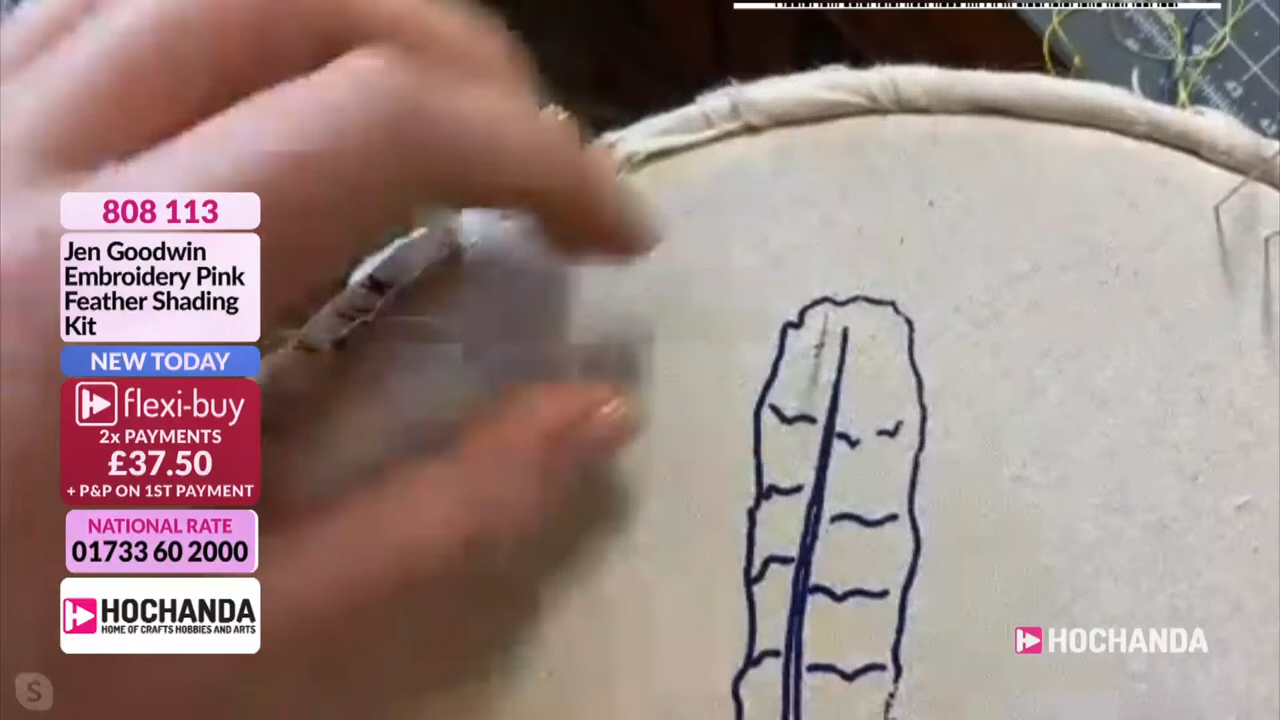 808 113
Jen Goodwin
Embroidery Pink
Feather Shading
Kit
NEW TODAY
flexi-buy
2x PAYMENTS
£37.50
+ P&P ON 1ST PAYMENT
NATIONAL RATE
01733 60 2000
HOCHANDA
HOME OF CRAFTS HOBBIES AND ARTS
HOCHANDA
S